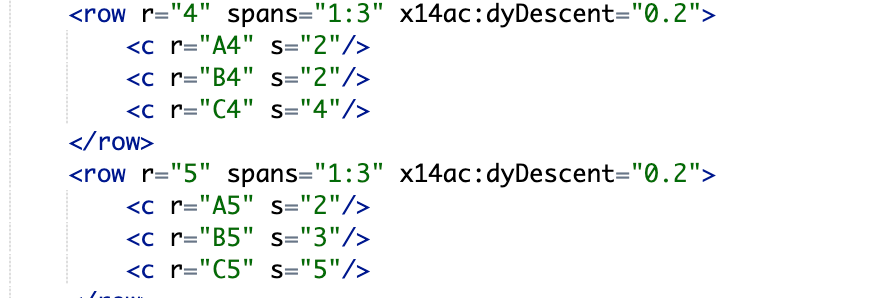 <row r="4" spans="1:3" x14ac:dyDescent="0.2">
<c r="A4" s="2"/>
<c r="B4" s="2"/>
<c r="C4" s="4"/>
</row>
<row r="5" spans="1:3" x14ac:dyDescent="0.2">
<c r="A5" s="2"/>
<c r="B5" s="3"/>
<c r="C5" s="5"/>